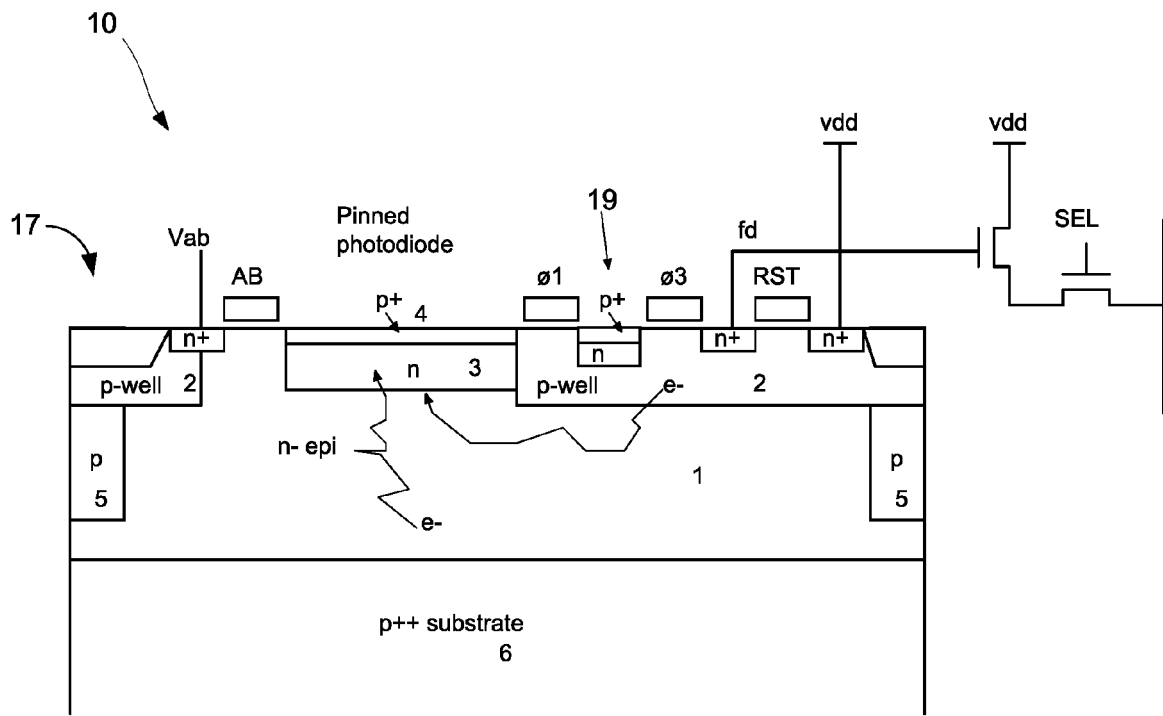 10
vdd
vdd
17
Vab
Pinned
photodiode
19
fd
SEL
AB
ø1
ø3
RST
p+
4
p+
n+
n+
n+
n
3
n
p-well
2
p-well
2
e-
n- epi
p
5
1
p
5
e-
p++ substrate
6